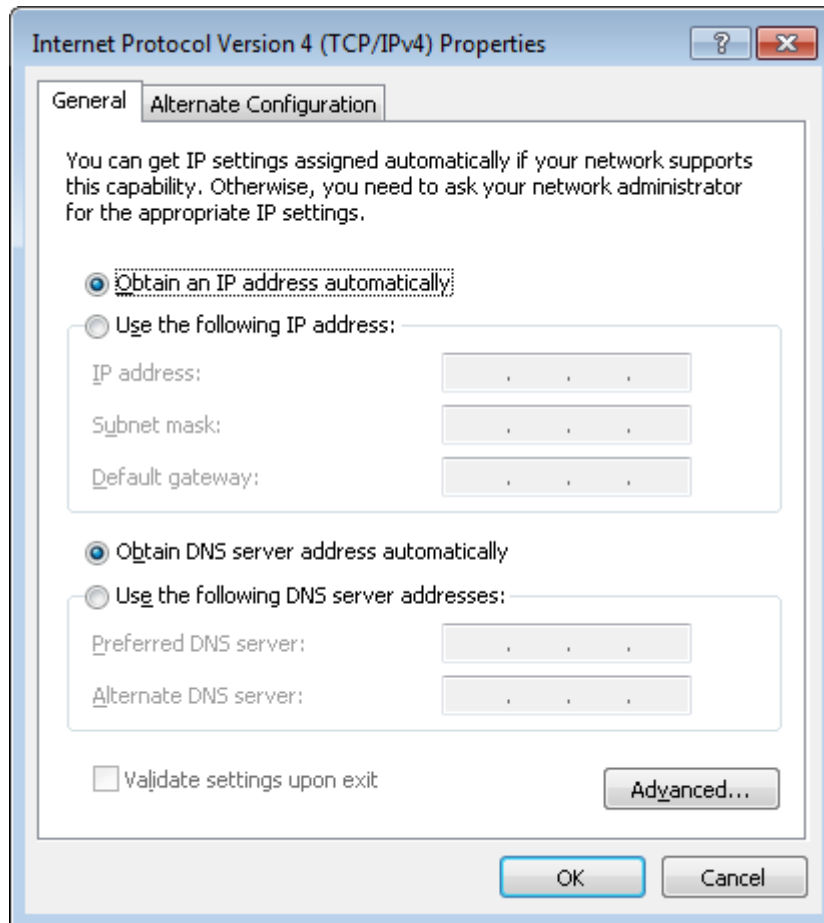 Internet Protocol Version 4 (TCP/IPv4) Properties
General
Alternate Configuration
You can get IP settings assigned automatically if your network supports
this capability. Otherwise, you need to ask your network administrator
for the appropriate IP settings.
Obtain an IP address automatically
Use the following IP address:
IP address:
Subnet mask:
Default gateway:
Obtain DNS server address automatically
Use the following DNS server addresses:
Preferred DNS server:
Alternate DNS server:
Validate settings upon exit
Advanced...
OK
Cancel